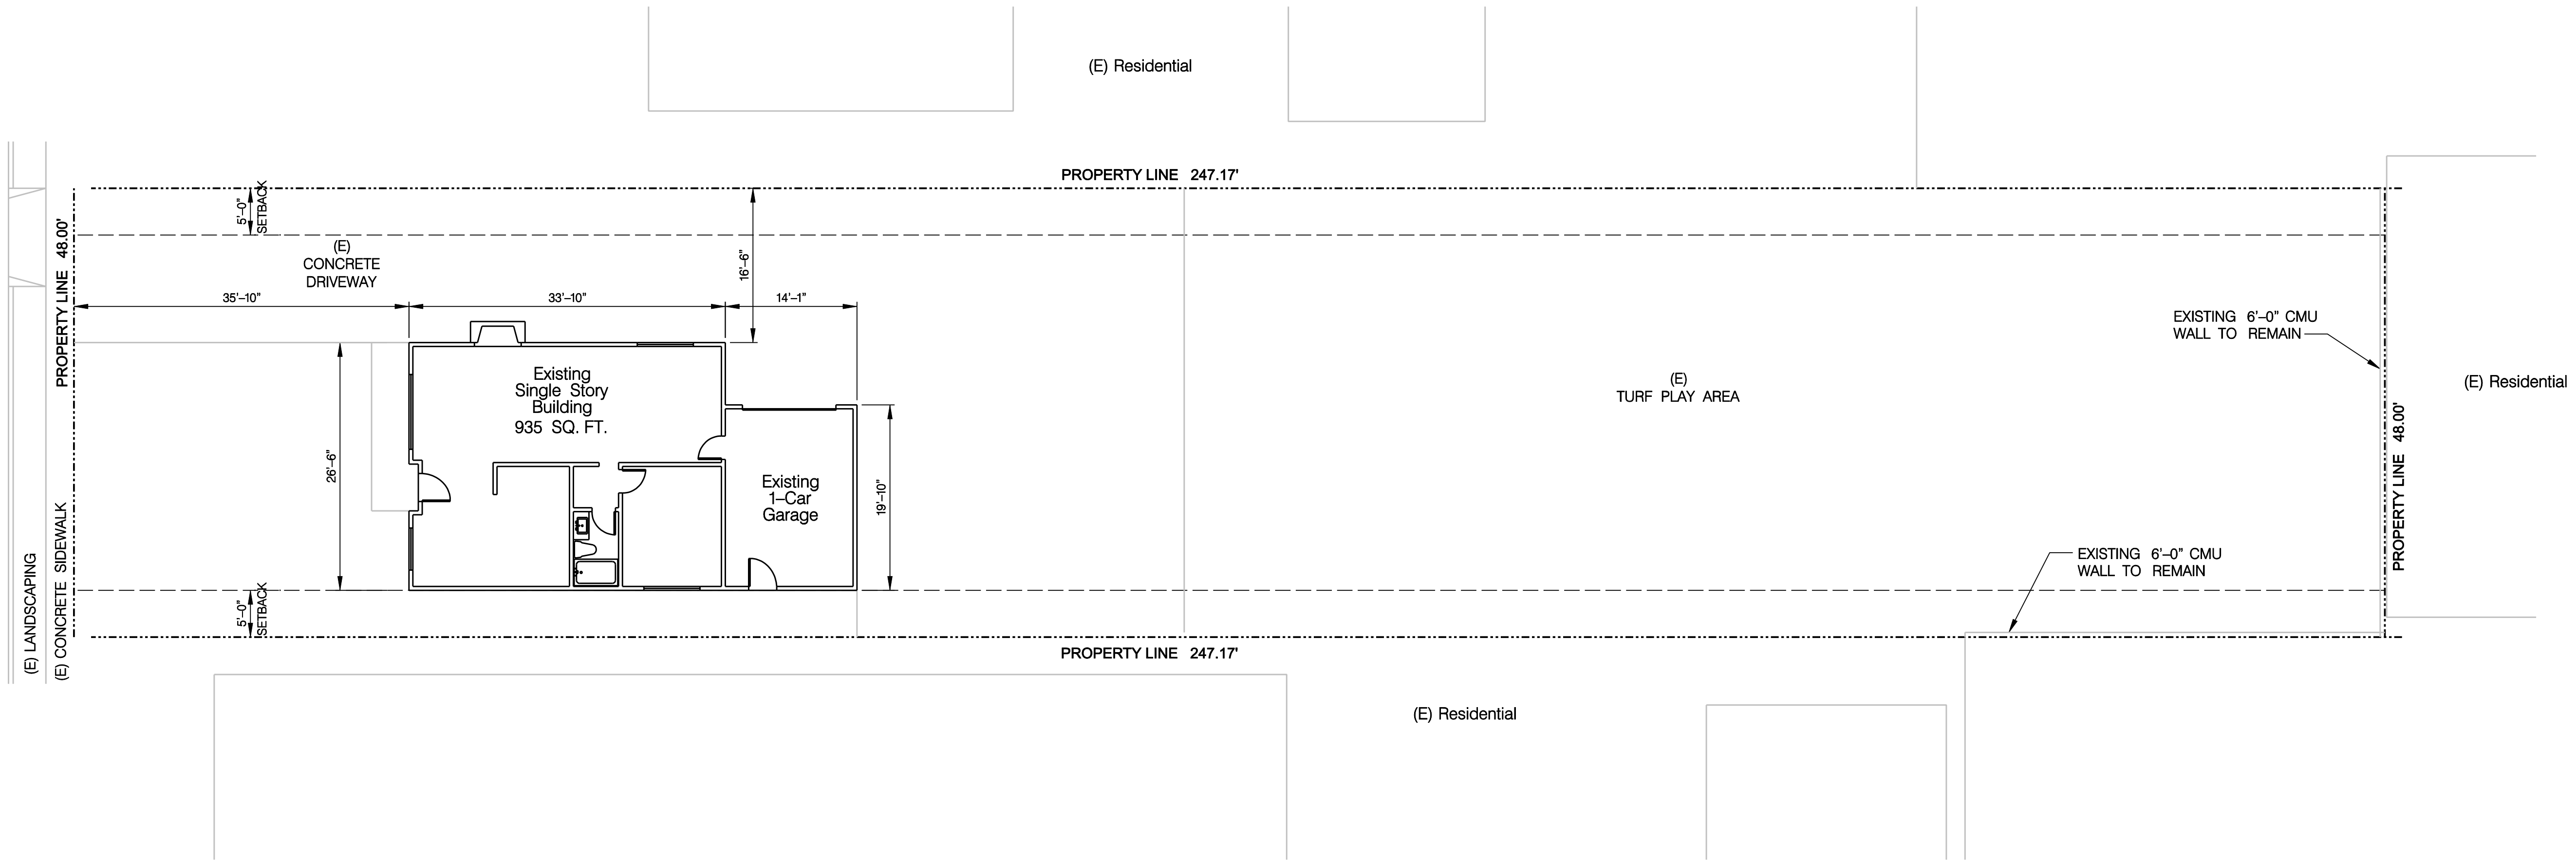 (E) Residential
PROPERTY LINE 247.17'
5'-0"
SETBACK
PROPERTY LINE 48.00'
(E)
CONCRETE
DRIVEWAY
16'-6"
35'-10"
33'-10"
14'-1"
EXISTING 6'-0" CMU
WALL TO REMAIN
Existing
Single Story
Building
935 SQ. FT.
(E)
TURF PLAY AREA
(E) Residential
26'-6"
Existing
1-Car
Garage
19'-10"
PROPERTY LINE 48.00'
(E) LANDSCAPING
(E) CONCRETE SIDEWALK
EXISTING 6'-0" CMU
WALL TO REMAIN
5'-0"
SETBACK
PROPERTY LINE 247.17'
(E) Residential